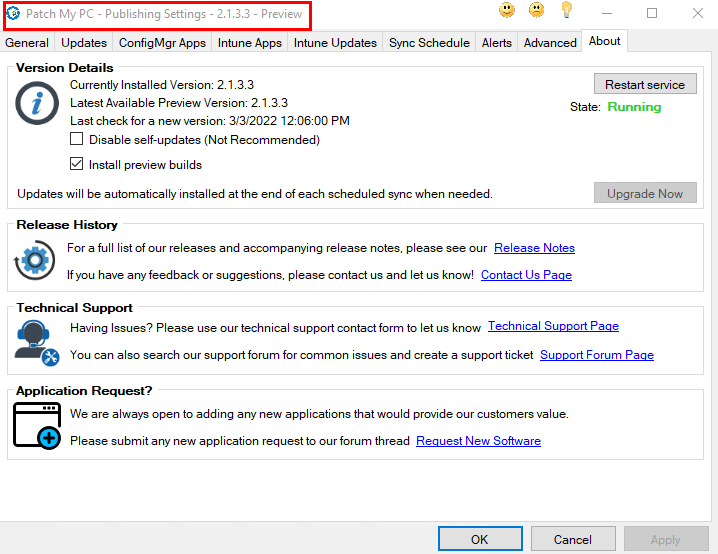 Patch My PC - Publishing Settings - 2.1.3.3 - Preview
General Updates ConfigMgr Apps Intune Apps Intune Updates Sync Schedule Alerts Advanced About
Version Details
Currently Installed Version: 2.1.3.3
Restart service
Latest Available Preview Version: 2.1.3.3
State: Running
Last check for a new version: 3/3/2022 12:06:00 PM
Disable self-updates (Not Recommended)
Install preview builds
Updates will be automatically installed at the end of each scheduled sync when needed.
Upgrade Now
Release History
For a full list of our releases and accompanying release notes, please see our Release Notes
If you have any feedback or suggestions, please contact us and let us know! Contact Us Page
Technical Support
Having Issues? Please use our technical support contact form to let us know Technical Support Page
You can also search our support forum for common issues and create a support ticket Support Forum Page
Application Request?
We are always open to adding any new applications that would provide our customers value.
Please submit any new application request to our forum thread Request New Software
OK Cancel Apply